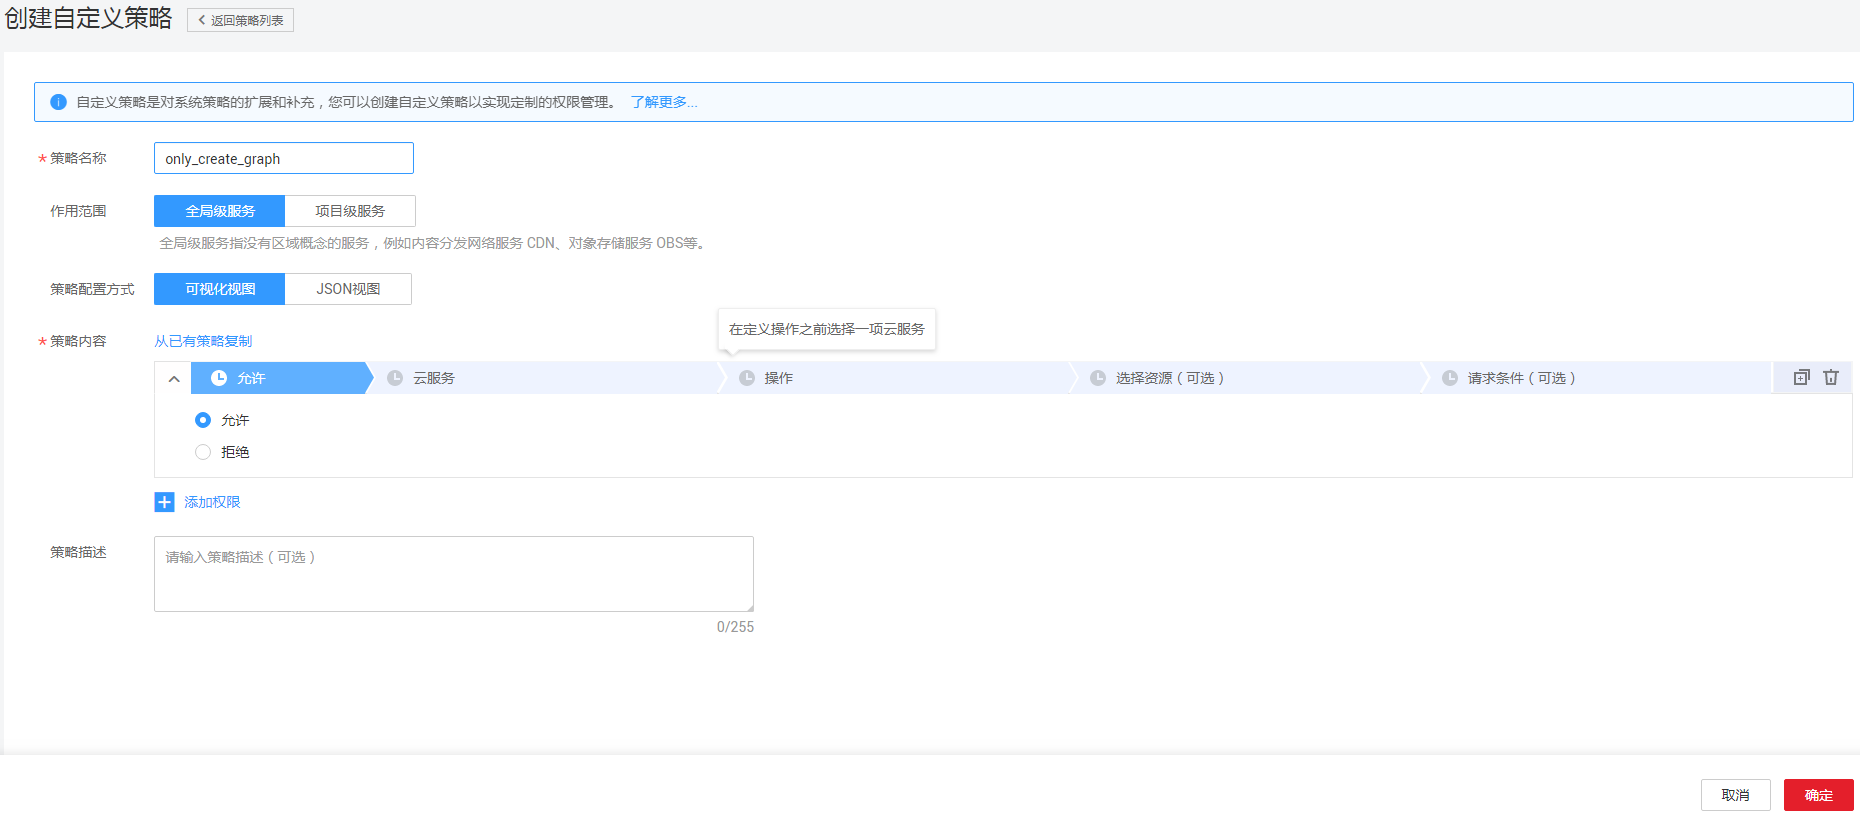 创建自定义策略
返回策略列表
自定义策略是对系统策略的扩展和补充，您可以创建自定义策略以实现定制的权限管理。 了解更多...
* 策略名称 only_create_graph
作用范围 全局级服务 项目级服务
全局级服务指没有区域概念的服务，例如内容分发网络服务 CDN、对象存储服务 OBS等。
策略配置方式 可视化视图 JSON视图
在定义操作之前选择一项云服务
* 策略内容 从已有策略复制
允许 云服务 操作 选择资源（可选） 请求条件（可选）
允许
拒绝
添加权限
策略描述 请输入策略描述（可选）
0/255
取消 确定